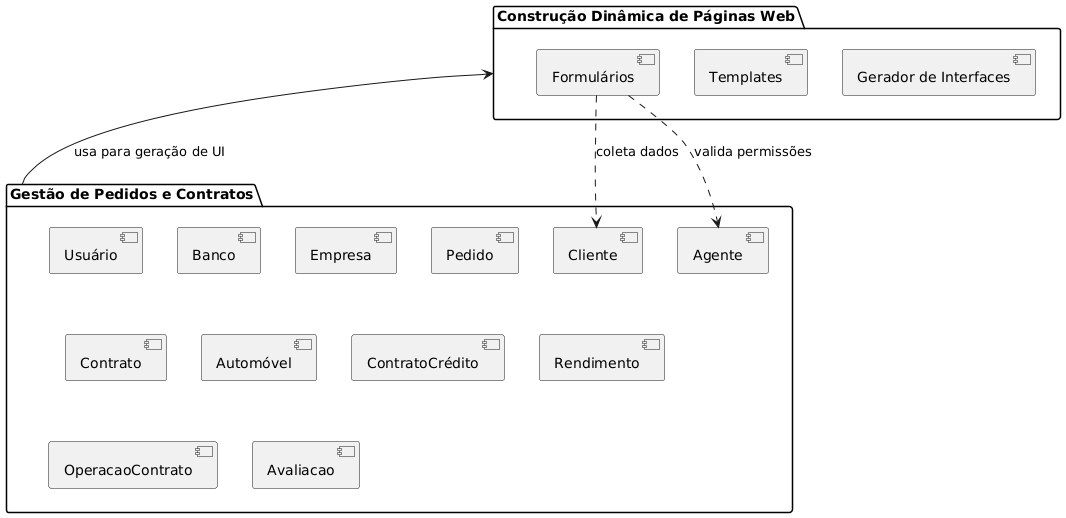 Construção Dinâmica de Páginas Web
Formulários
Templates
Gerador de Interfaces
usa para geração de UI
coleta dados
valida permissões
Gestão de Pedidos e Contratos
Usuário
Banco
Empresa
Pedido
Cliente
Agente
Contrato
Automóvel
ContratoCrédito
Rendimento
OperacaoContrato
Avaliacao